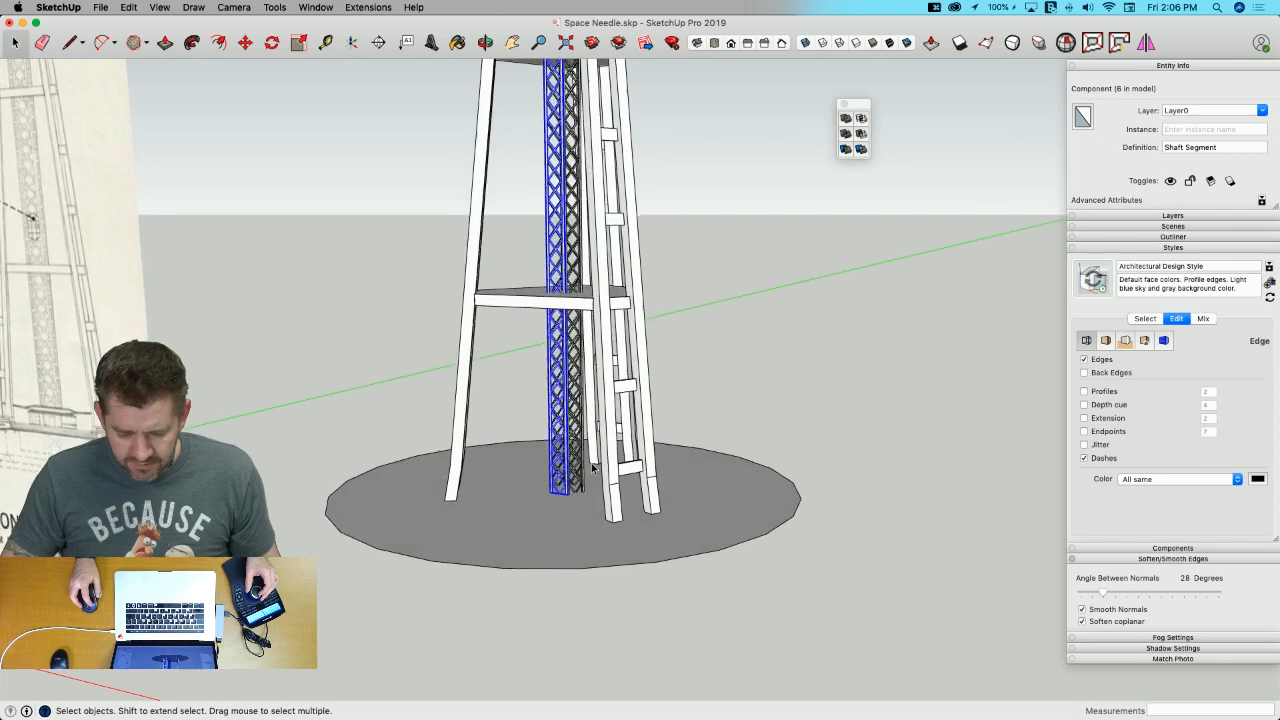 SketchUp File Edit View Camera Draw Tools Window Extensions Help
100% Fri 2:06 PM
Space Needle.skp - SketchUp Pro 2019
Entity Info
Component (6 in model)
Layer: Layer0
Instance: Enter instance name
Definition: Shaft Segment
Toggles:
Advanced Attributes
Layers
Scenes
Outliner
Styles
Architectural Design Style
Default face colors. Profile edges. Light
blue sky and gray background color.
Select Edit Mix
Edge
Edges
Back Edges
Profiles 2
Depth cue 4
Extension 2
Endpoints 7
Jitter
Dashes
Color All same
Components
Soften/Smooth Edges
Angle Between Normals 28 Degrees
Smooth Normals
Soften coplanar
Fog Settings
Shadow Settings
Match Photo
BECAUSE
Select objects. Shift to extend select. Drag mouse to select multiple.
Measurements